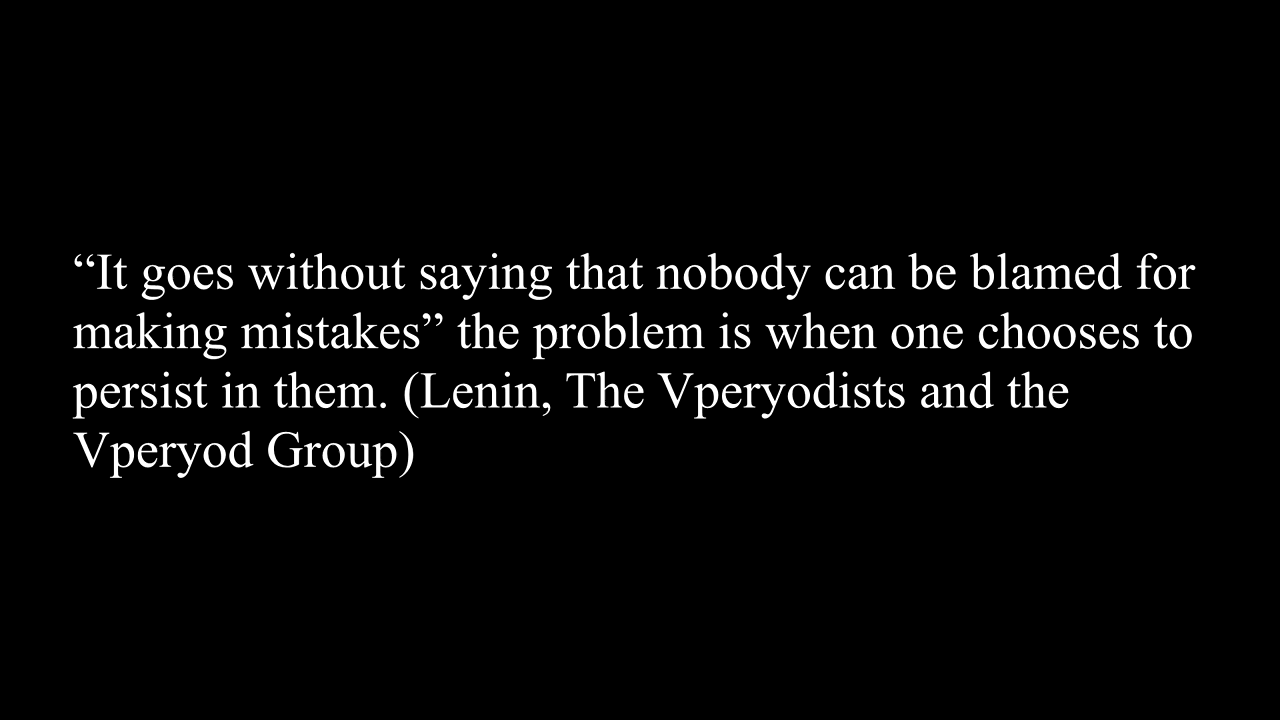 “It goes without saying that nobody can be blamed for
making mistakes” the problem is when one chooses to
persist in them. (Lenin, The Vperyodists and the
Vperyod Group)